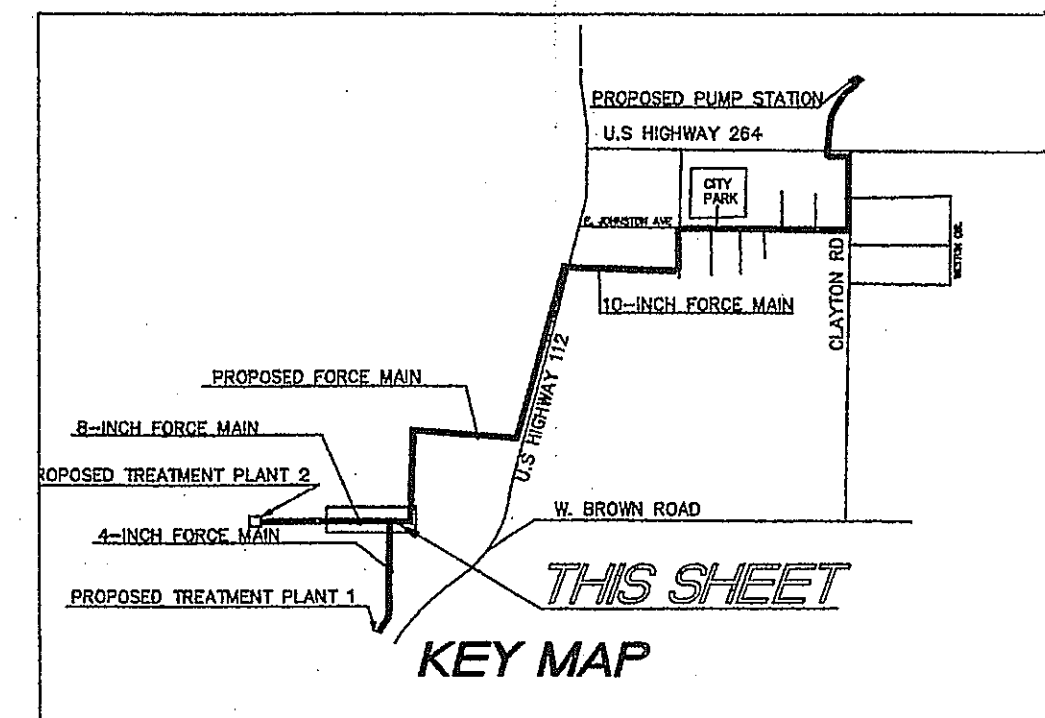 PROPOSED PUMP STATION
U.S HIGHWAY 264
CITY
PARK
E. JOHNSTON AVE
CLAYTON RD
10-INCH FORCE MAIN
U.S HIGHWAY 112
PROPOSED FORCE MAIN
8-INCH FORCE MAIN
ROPOSED TREATMENT PLANT 2
W. BROWN ROAD
4-INCH FORCE MAIN
THIS SHEET
PROPOSED TREATMENT PLANT 1
KEY MAP